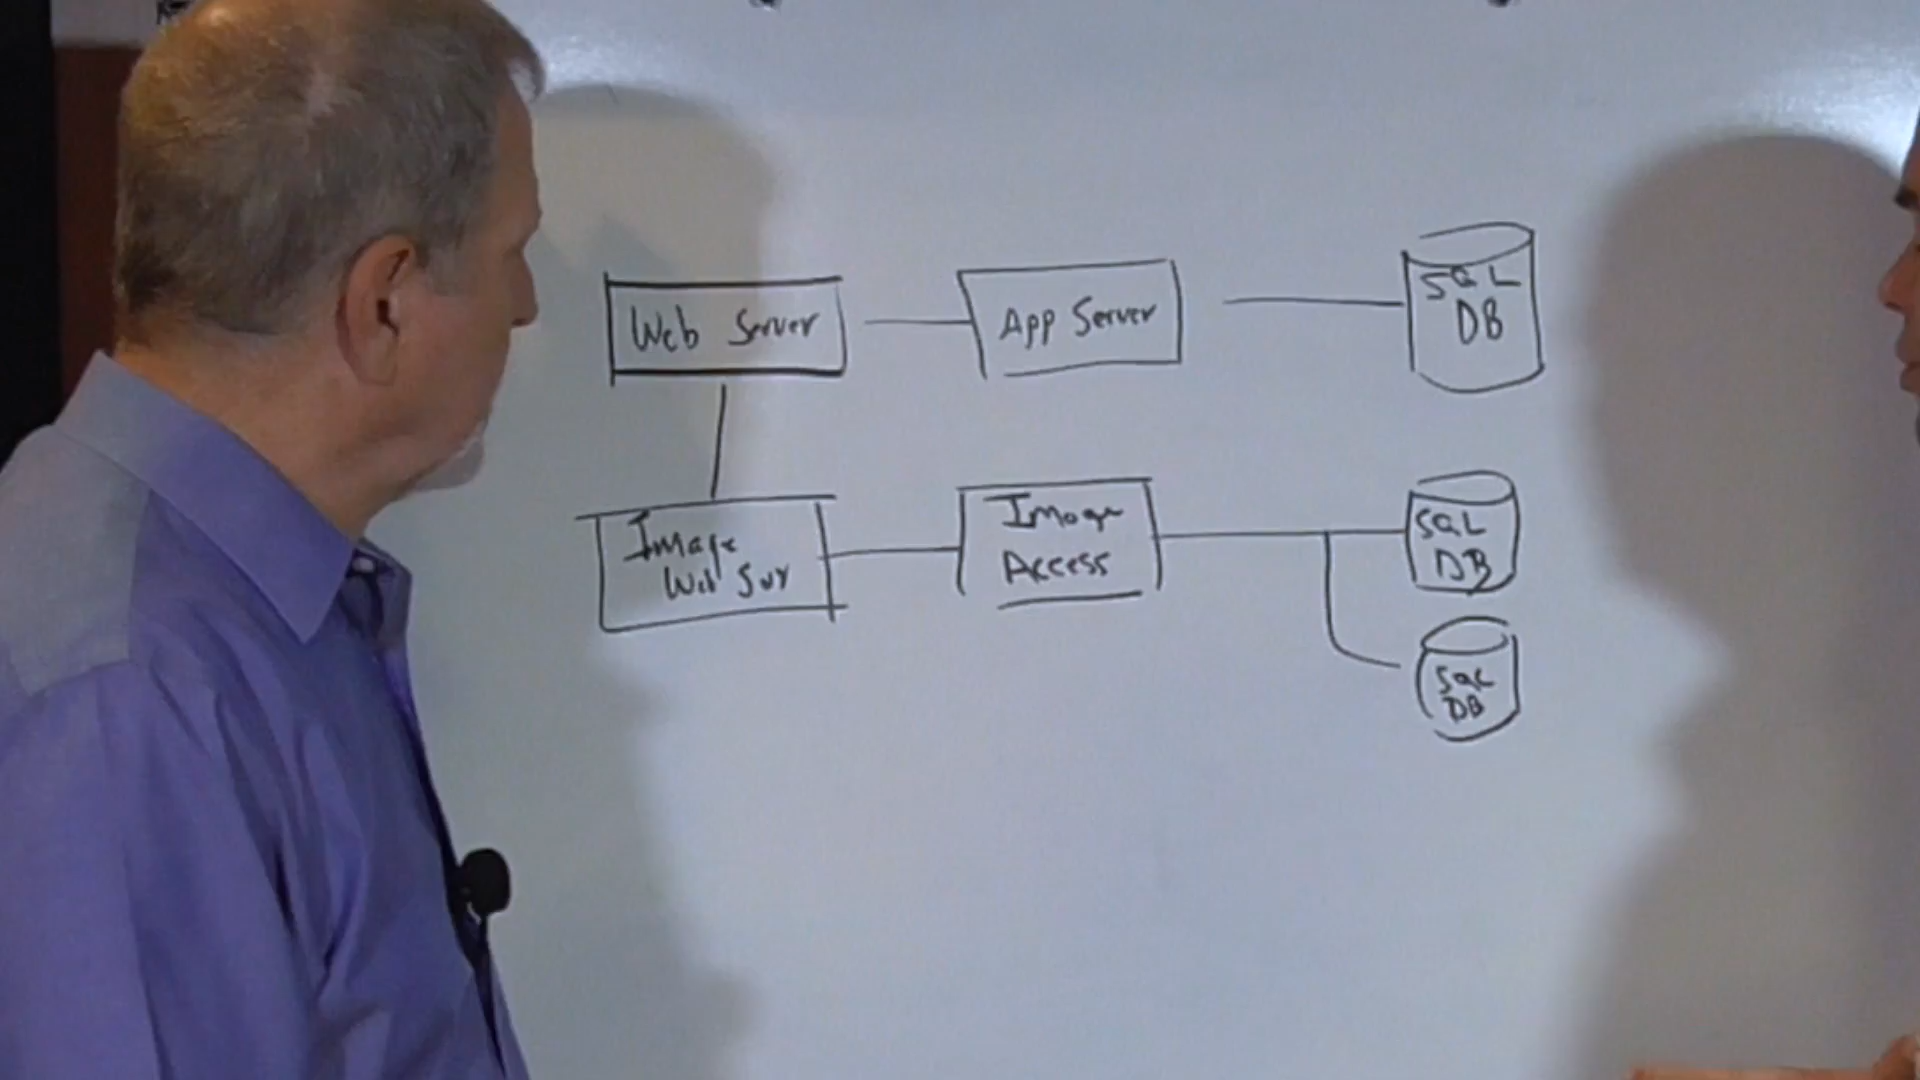 Web Server
App Server
SQL
DB
Image
Web Svr
Image
Access
SQL
DB
SQL
DB